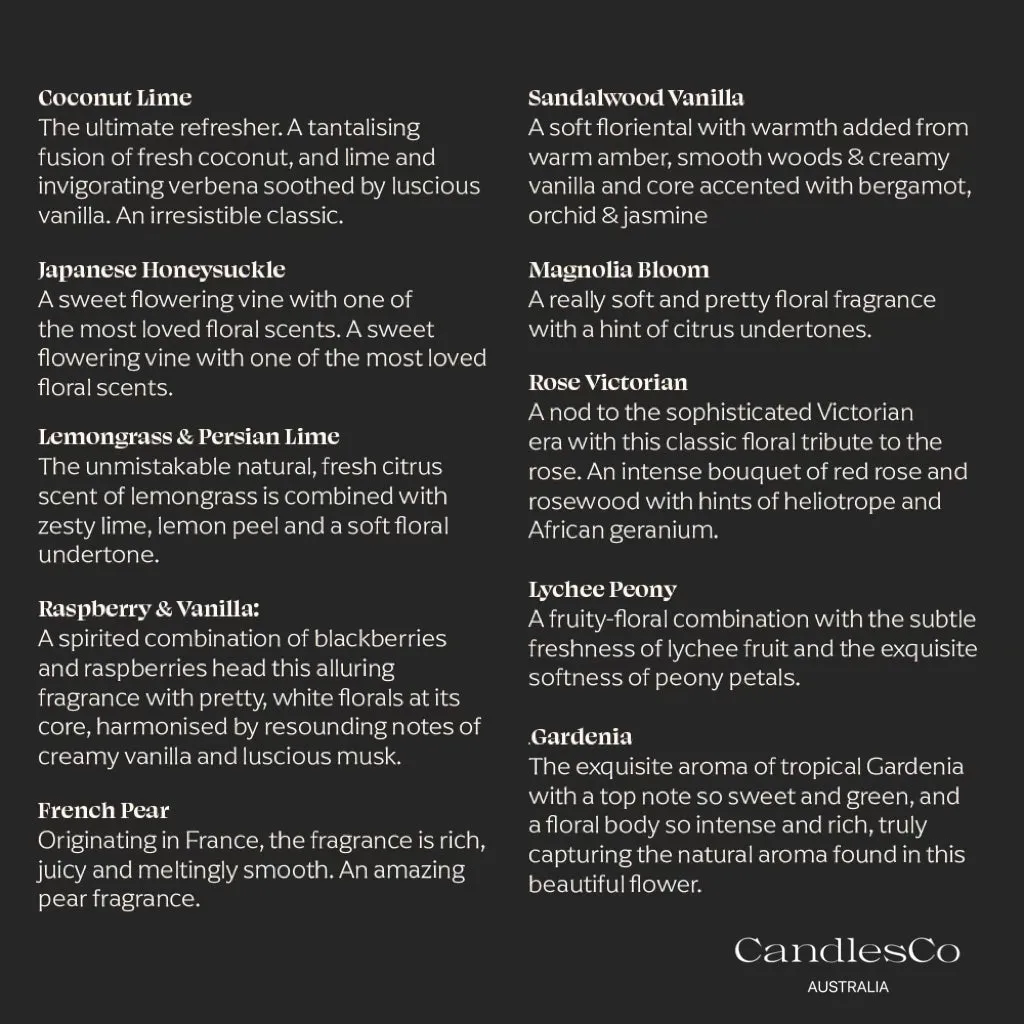 Coconut Lime
The ultimate refresher. A tantalising
fusion of fresh coconut, and lime and
invigorating verbena soothed by luscious
vanilla. An irresistible classic.
Japanese Honeysuckle
A sweet flowering vine with one of
the most loved floral scents. A sweet
flowering vine with one of the most loved
floral scents.
Lemongrass & Persian Lime
The unmistakable natural, fresh citrus
scent of lemongrass is combined with
zesty lime, lemon peel and a soft floral
undertone.
Raspberry & Vanilla:
A spirited combination of blackberries
and raspberries head this alluring
fragrance with pretty, white florals at its
core, harmonised by resounding notes of
creamy vanilla and luscious musk.
French Pear
Originating in France, the fragrance is rich,
juicy and meltingly smooth. An amazing
pear fragrance.
Sandalwood Vanilla
A soft floriental with warmth added from
warm amber, smooth woods & creamy
vanilla and core accented with bergamot,
orchid & jasmine
Magnolia Bloom
A really soft and pretty floral fragrance
with a hint of citrus undertones.
Rose Victorian
A nod to the sophisticated Victorian
era with this classic floral tribute to the
rose. An intense bouquet of red rose and
rosewood with hints of heliotrope and
African geranium.
Lychee Peony
A fruity-floral combination with the subtle
freshness of lychee fruit and the exquisite
softness of peony petals.
.Gardenia
The exquisite aroma of tropical Gardenia
with a top note so sweet and green, and
a floral body so intense and rich, truly
capturing the natural aroma found in this
beautiful flower.
CandlesCo
AUSTRALIA